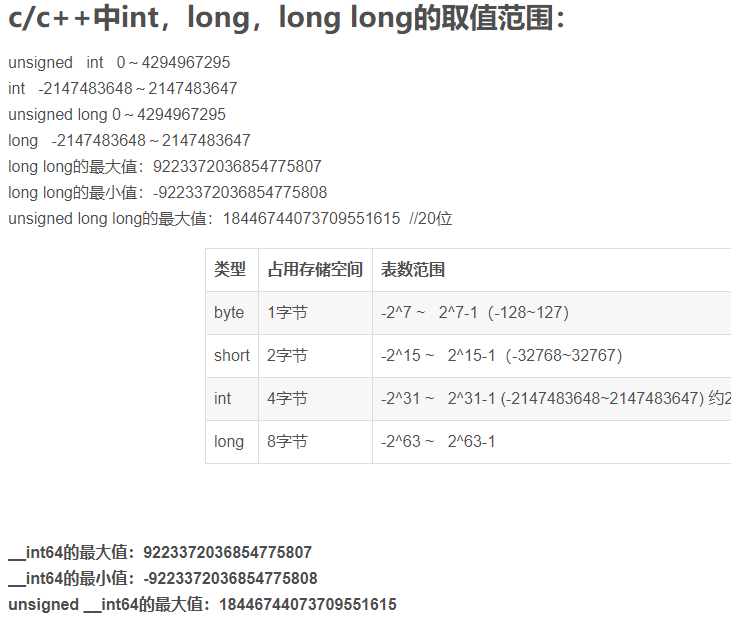 c/c++中int，long，long long的取值范围：
unsigned   int   0～4294967295
int   -2147483648～2147483647
unsigned long 0～4294967295
long   -2147483648～2147483647
long long的最大值：9223372036854775807
long long的最小值：-9223372036854775808
unsigned long long的最大值：18446744073709551615  //20位
类型 占用存储空间 表数范围
byte 1字节 -2^7 ~   2^7-1（-128~127）
short 2字节 -2^15 ~   2^15-1（-32768~32767）
int 4字节 -2^31 ~   2^31-1 (-2147483648~2147483647) 约2
long 8字节 -2^63 ~   2^63-1
__int64的最大值：9223372036854775807
__int64的最小值：-9223372036854775808
unsigned __int64的最大值：18446744073709551615